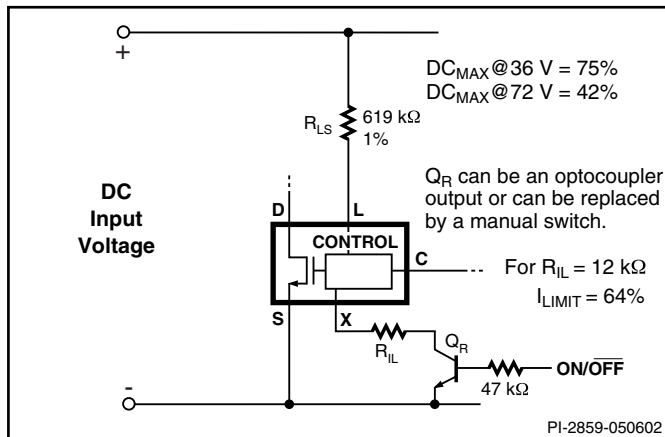 +
DC_MAX@36 V = 75%
DC_MAX@72 V = 42%
R_LS
619 kΩ
1%
Q_R can be an optocoupler
output or can be replaced
by a manual switch.
DC
Input
Voltage
D
L
CONTROL
C
For R_IL = 12 kΩ
I_LIMIT = 64%
S
X
R_IL
Q_R
47 kΩ
ON/O̅F̅F̅
-
PI-2859-050602